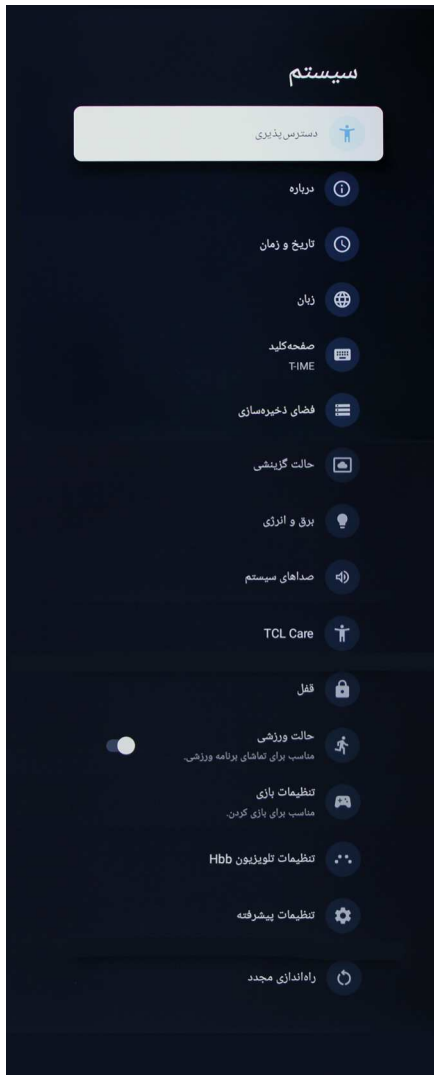 سیستم
دسترس‌پذیری
درباره
تاریخ و زمان
زبان
صفحه‌کلید
T-IME
فضای ذخیره‌سازی
حالت گزینشی
برق و انرژی
صداهای سیستم
TCL Care
قفل
حالت ورزشی
مناسب برای تماشای برنامه ورزشی.
تنظیمات بازی
مناسب برای بازی کردن.
تنظیمات تلویزیون Hbb
تنظیمات پیشرفته
راه‌اندازی مجدد